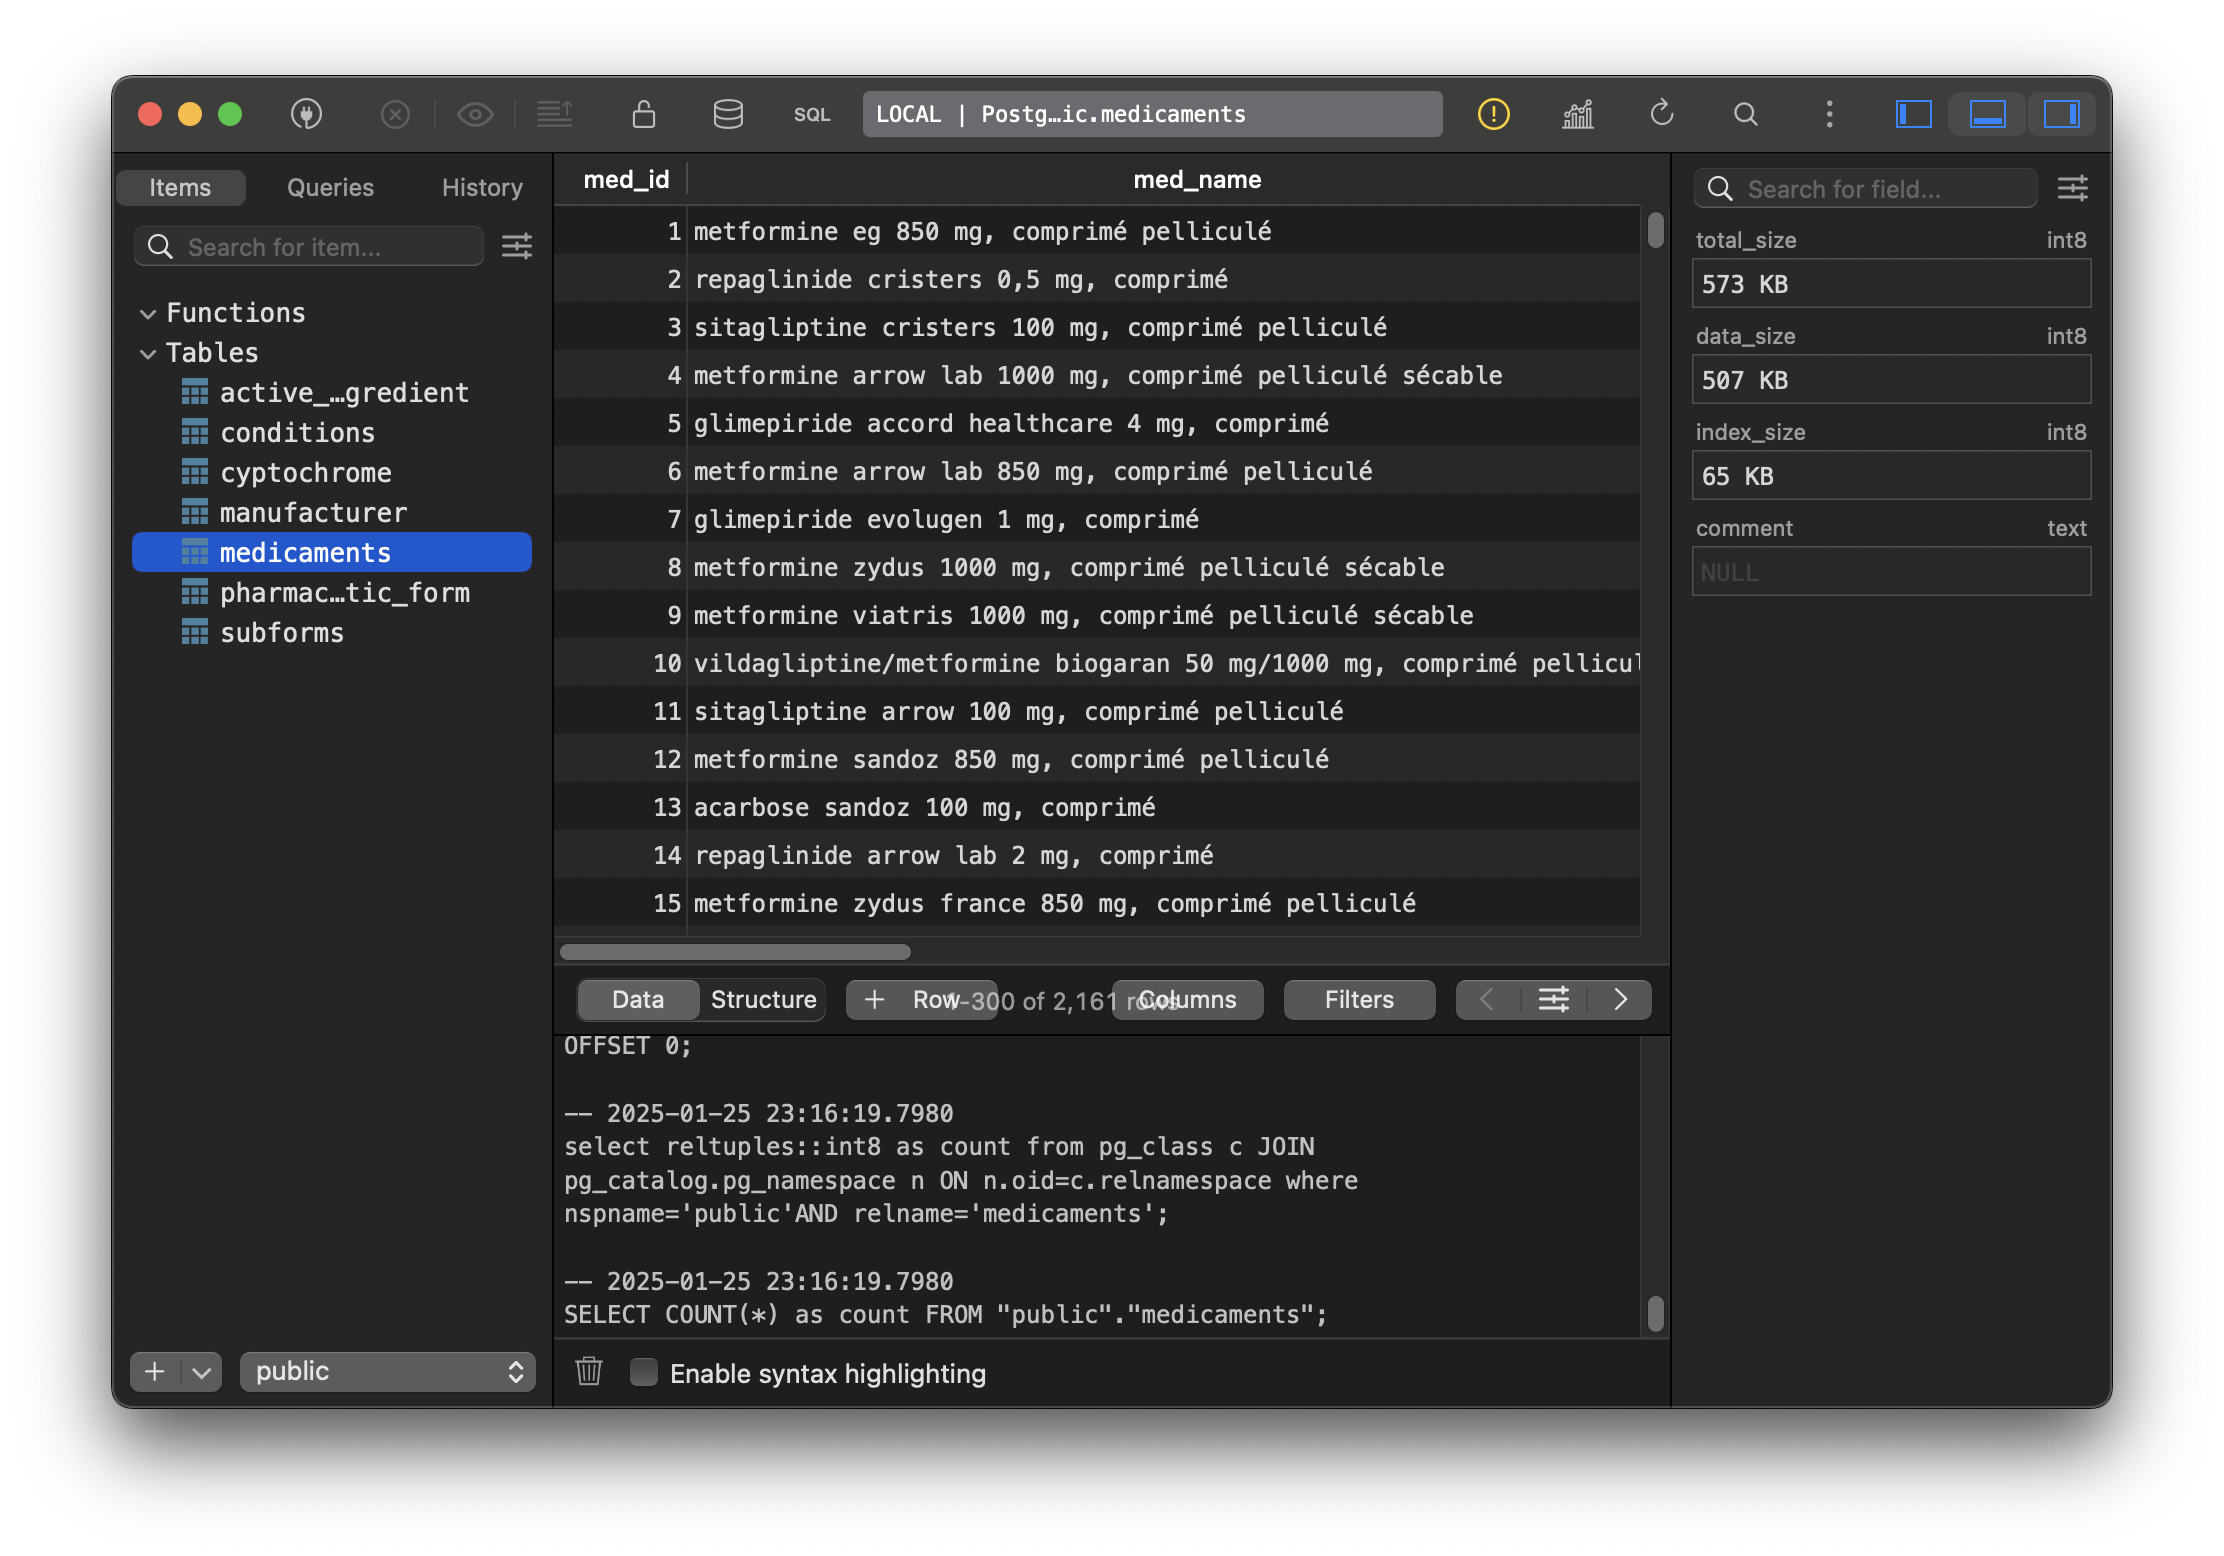 SQL
LOCAL | Postg…ic.medicaments
Items
Queries
History
Search for item...
Functions
Tables
active_…gredient
conditions
cyptochrome
manufacturer
medicaments
pharmac…tic_form
subforms
public
med_id
med_name
1 metformine eg 850 mg, comprimé pelliculé
2 repaglinide cristers 0,5 mg, comprimé
3 sitagliptine cristers 100 mg, comprimé pelliculé
4 metformine arrow lab 1000 mg, comprimé pelliculé sécable
5 glimepiride accord healthcare 4 mg, comprimé
6 metformine arrow lab 850 mg, comprimé pelliculé
7 glimepiride evolugen 1 mg, comprimé
8 metformine zydus 1000 mg, comprimé pelliculé sécable
9 metformine viatris 1000 mg, comprimé pelliculé sécable
10 vildagliptine/metformine biogaran 50 mg/1000 mg, comprimé pellicul
11 sitagliptine arrow 100 mg, comprimé pelliculé
12 metformine sandoz 850 mg, comprimé pelliculé
13 acarbose sandoz 100 mg, comprimé
14 repaglinide arrow lab 2 mg, comprimé
15 metformine zydus france 850 mg, comprimé pelliculé
Data
Structure
+ Row
1-300 of 2,161 rows
Columns
Filters
OFFSET 0;
-- 2025-01-25 23:16:19.7980
select reltuples::int8 as count from pg_class c JOIN
pg_catalog.pg_namespace n ON n.oid=c.relnamespace where
nspname='public'AND relname='medicaments';
-- 2025-01-25 23:16:19.7980
SELECT COUNT(*) as count FROM "public"."medicaments";
Enable syntax highlighting
Search for field...
total_size int8
573 KB
data_size int8
507 KB
index_size int8
65 KB
comment text
NULL